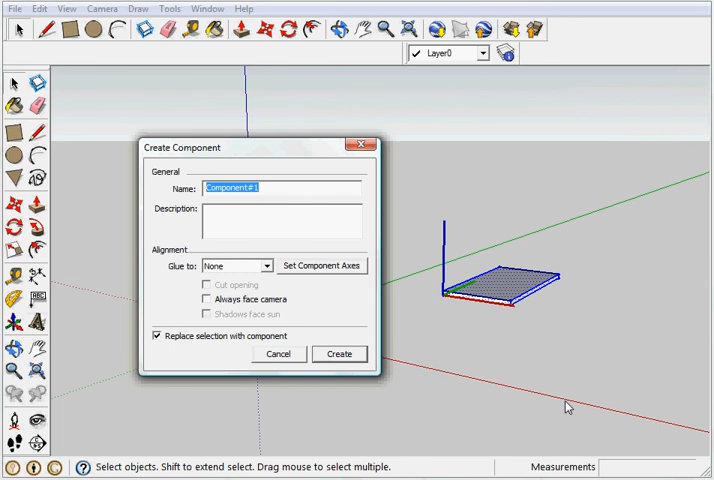 File Edit View Camera Draw Tools Window Help
Layer0
Create Component
General
Name: Component#1
Description:
Alignment
Glue to: None Set Component Axes
Cut opening
Always face camera
Shadows face sun
Replace selection with component
Cancel Create
ABC
Select objects. Shift to extend select. Drag mouse to select multiple. Measurements